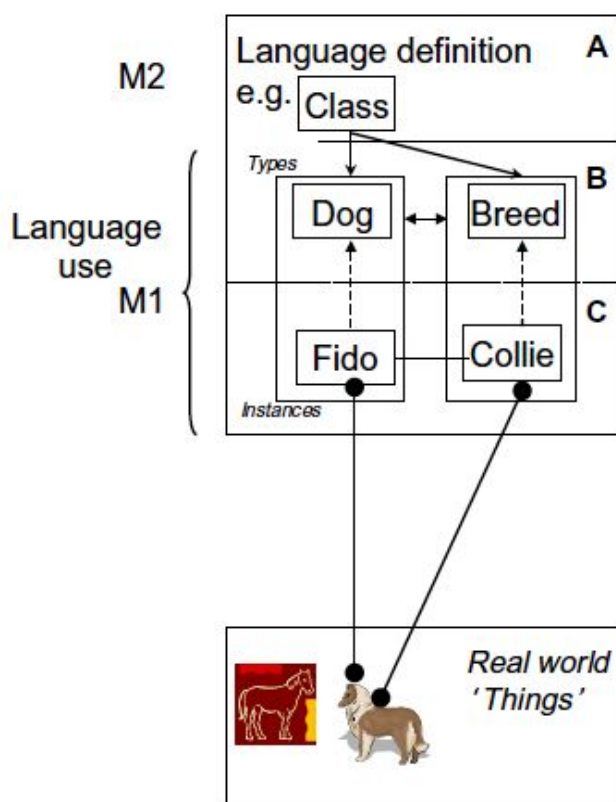 M2
Language definition
A
e.g. Class
Language
use
M1
Types
B
Dog
Breed
C
Fido
Collie
Instances
Real world
'Things'